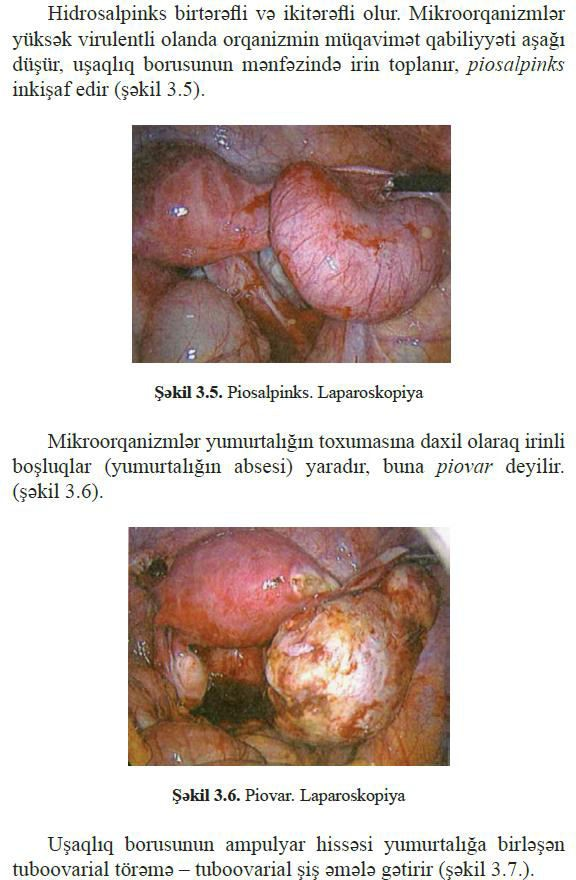 Hidrosalpinks birtərəfli və ikitərəfli olur. Mikroorqanizmlər
yüksək virulentli olanda orqanizmin müqavimət qabiliyyəti aşağı
düşür, uşaqlıq borusunun mənfəzində irin toplanır, piosalpinks
inkişaf edir (şəkil 3.5).
Şəkil 3.5. Piosalpinks. Laparoskopiya
Mikroorqanizmlər yumurtalığın toxumasına daxil olaraq irinli
boşluqlar (yumurtalığın absesi) yaradır, buna piovar deyilir.
(şəkil 3.6).
Şəkil 3.6. Piovar. Laparoskopiya
Uşaqlıq borusunun ampulyar hissəsi yumurtalığa birləşən
tuboovarial törəmə – tuboovarial şiş əmələ gətirir (şəkil 3.7.).